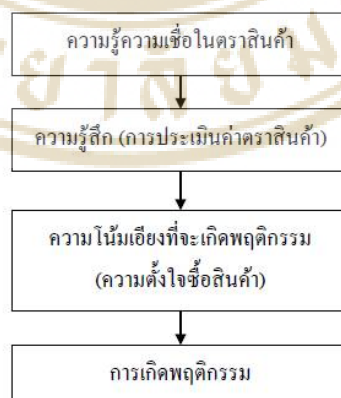 ความรู้ความเชื่อในตราสินค้า
ความรู้สึก (การประเมินค่าตราสินค้า)
ความโน้มเอียงที่จะเกิดพฤติกรรม
(ความตั้งใจซื้อสินค้า)
การเกิดพฤติกรรม